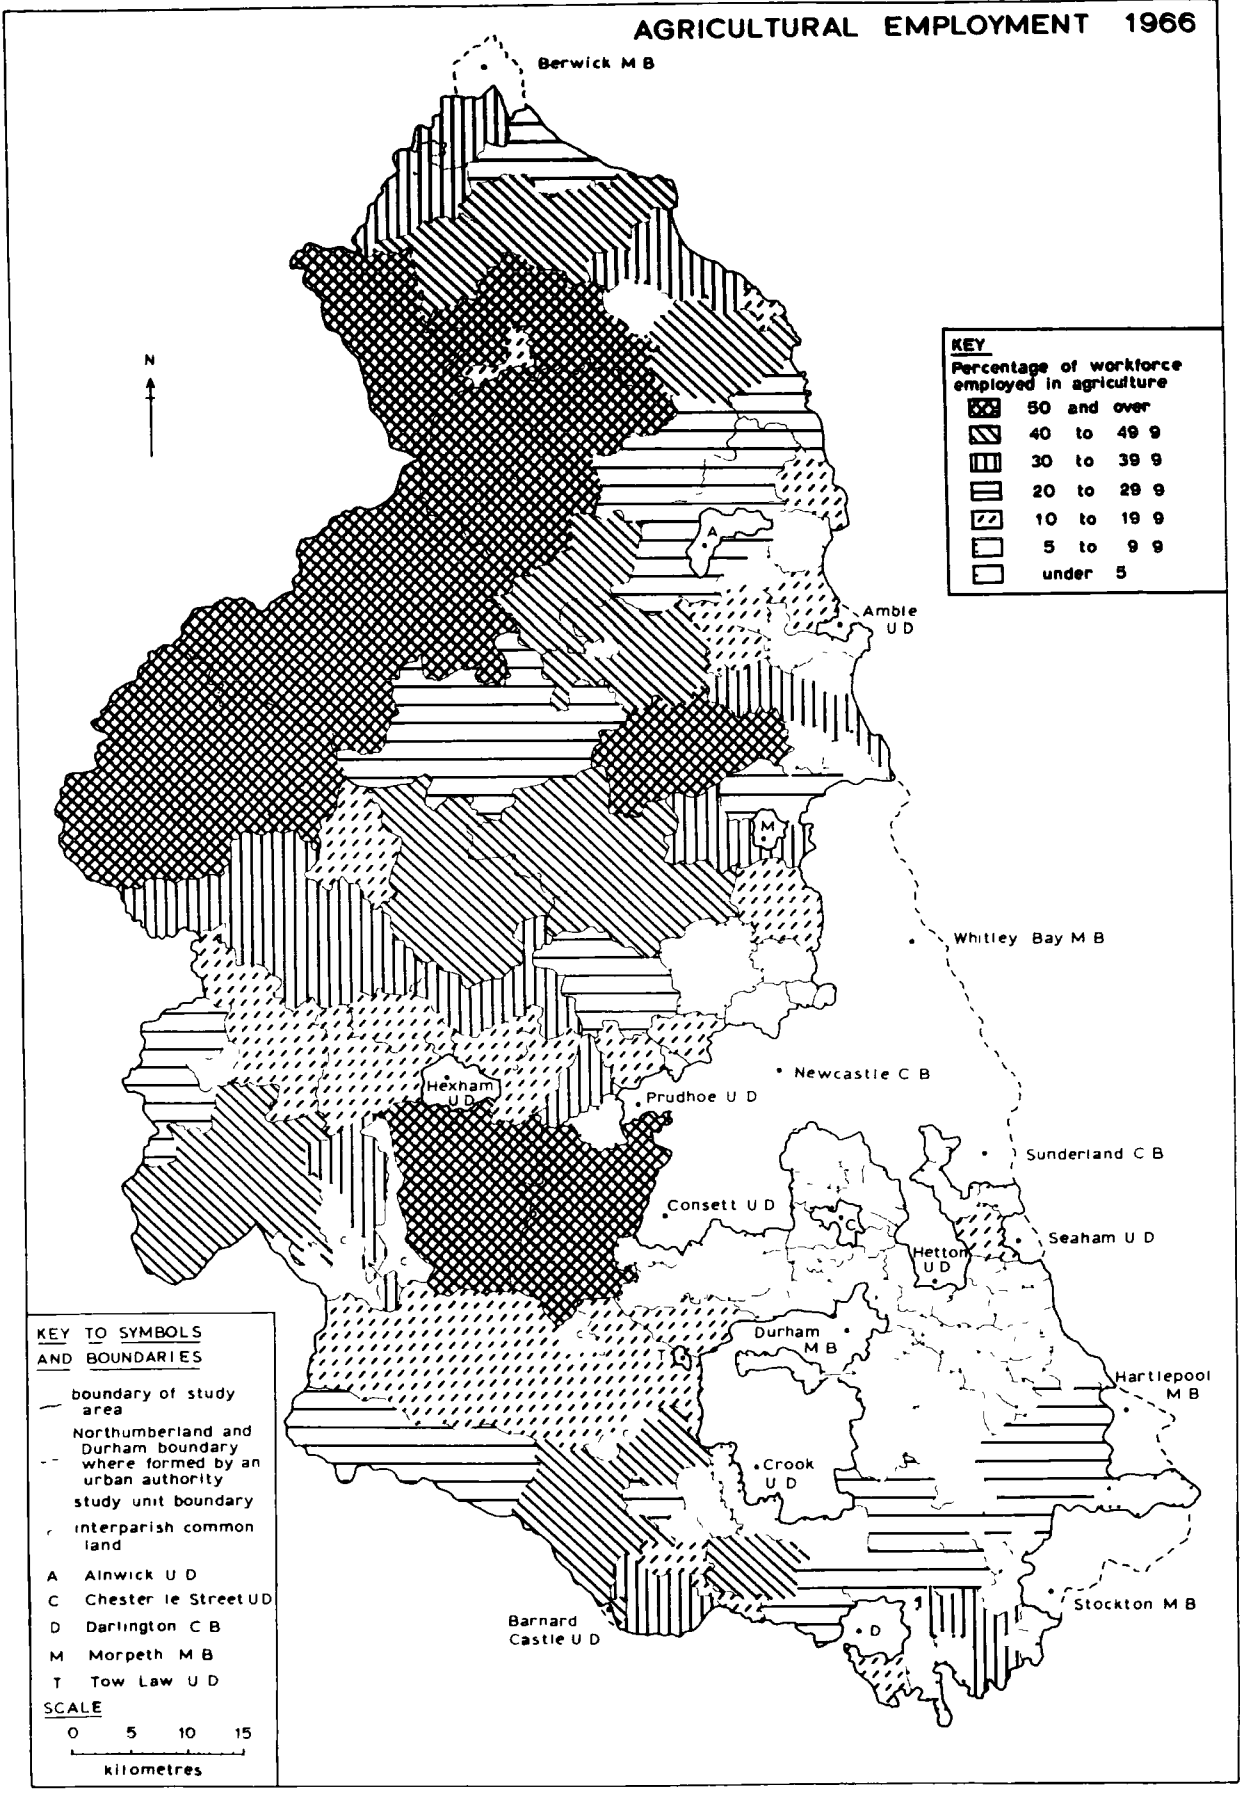 AGRICULTURAL EMPLOYMENT 1966
Berwick M B
N
KEY
Percentage of workforce
employed in agriculture
50 and over
40 to 49 9
30 to 39 9
20 to 29 9
10 to 19 9
5 to 9 9
under 5
A
Amble
U D
M
Whitley Bay M B
Newcastle C B
Hexham
U D
Prudhoe U D
Sunderland C B
Consett U D
C
Seaham U D
Hetton
U D
c
c
c
Durham
M B
T
Hartlepool
M B
Crook
U D
Stockton M B
Barnard
Castle U D
D
KEY TO SYMBOLS
AND BOUNDARIES
boundary of study
area
Northumberland and
Durham boundary
where formed by an
urban authority
study unit boundary
c interparish common
land
A Alnwick U D
C Chester le Street U D
D Darlington C B
M Morpeth M B
T Tow Law U D
SCALE
0 5 10 15
kilometres